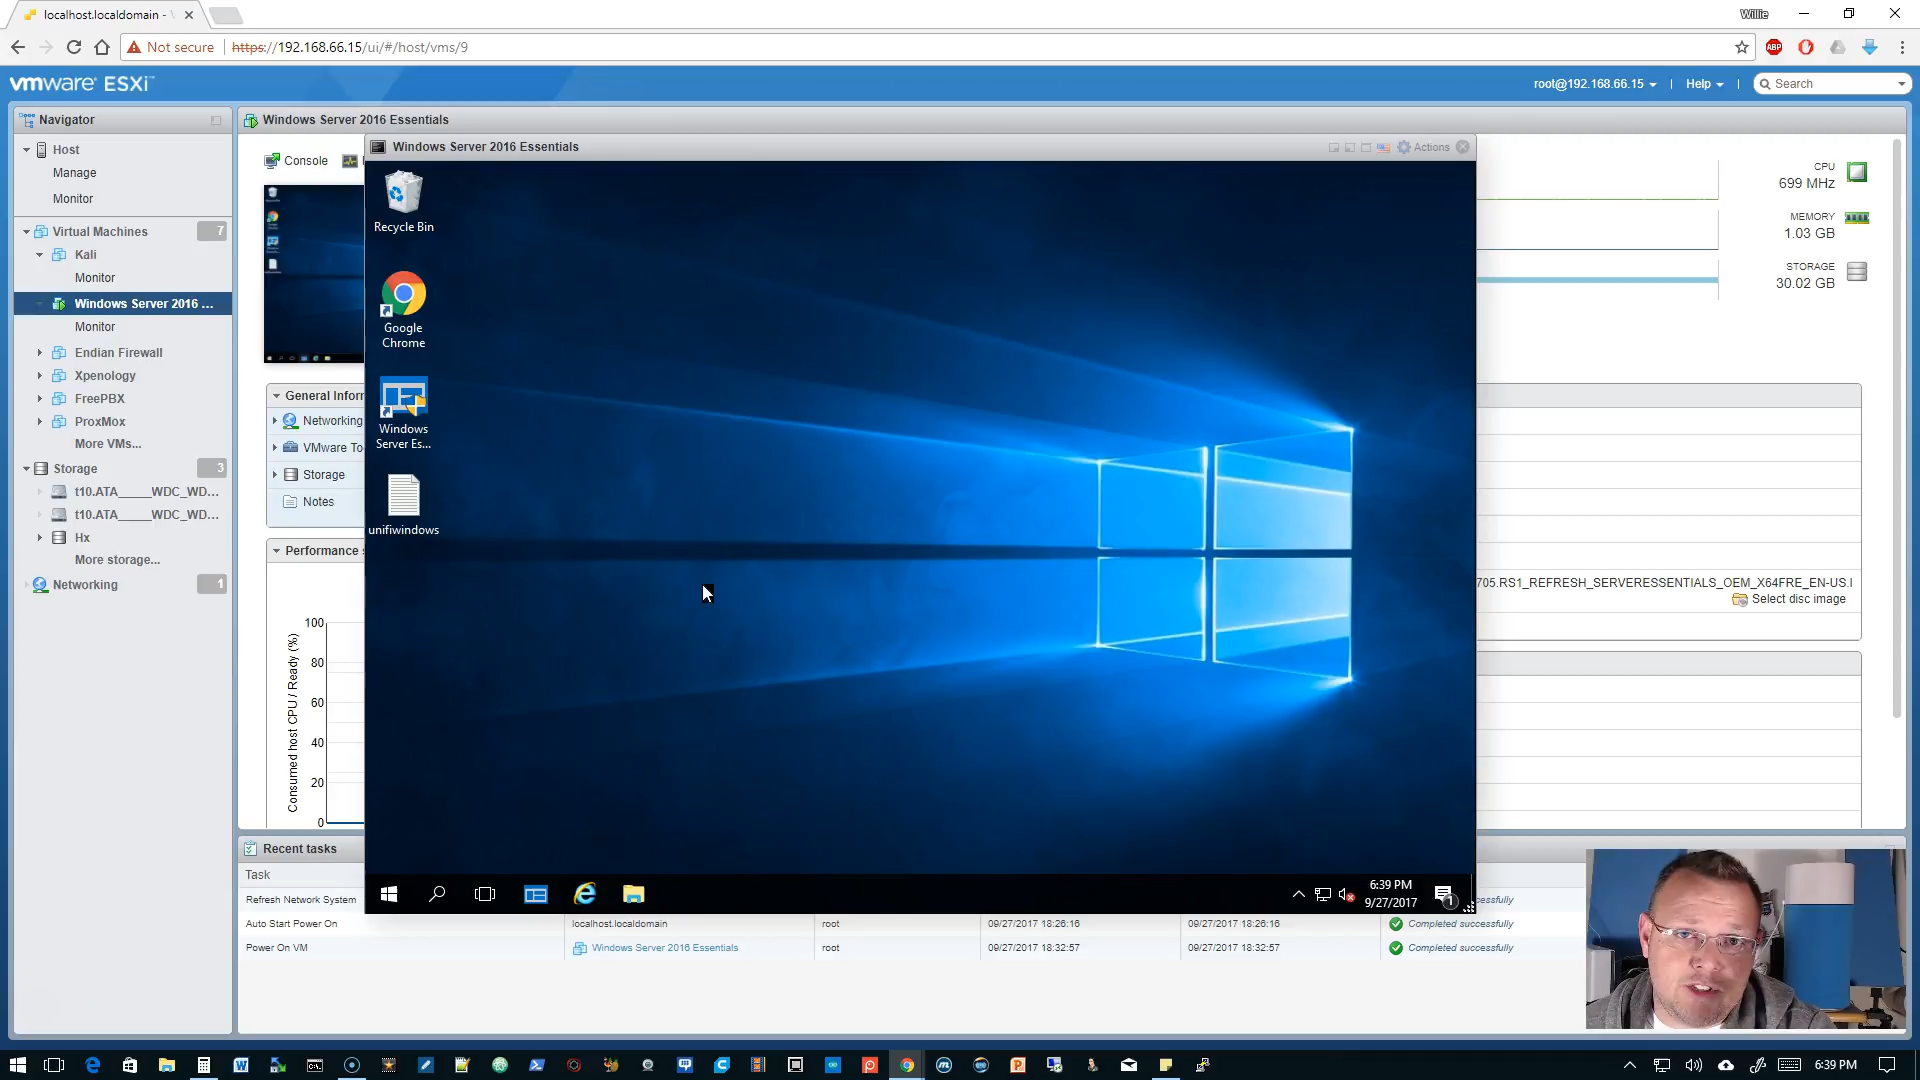 localhost.localdomain -
Willie
Not secure
https://192.168.66.15/ui/#/host/vms/9
ABP
vmware ESXi
root@192.168.66.15
Help
Search
Navigator
Host
Manage
Monitor
Virtual Machines
7
Kali
Monitor
Windows Server 2016 ...
Monitor
Endian Firewall
Xpenology
FreePBX
ProxMox
More VMs...
Storage
3
t10.ATA_____WDC_WD...
t10.ATA_____WDC_WD...
Hx
More storage...
Networking
1
Windows Server 2016 Essentials
Console
General Infor
Networking
VMware To
Storage
Notes
Performance s
Consumed host CPU / Ready (%)
100
80
60
40
20
0
Windows Server 2016 Essentials
Actions
Recycle Bin
Google
Chrome
Windows
Server Es...
unifiwindows
6:39 PM
9/27/2017
1
CPU
699 MHz
MEMORY
1.03 GB
STORAGE
30.02 GB
705.RS1_REFRESH_SERVERESSENTIALS_OEM_X64FRE_EN-US.I
Select disc image
Recent tasks
Task
Refresh Network System
cessfully
Auto Start Power On
localhost.localdomain
root
09/27/2017 18:26:16
09/27/2017 18:26:16
Completed successfully
Power On VM
Windows Server 2016 Essentials
root
09/27/2017 18:32:57
09/27/2017 18:32:57
Completed successfully
6:39 PM